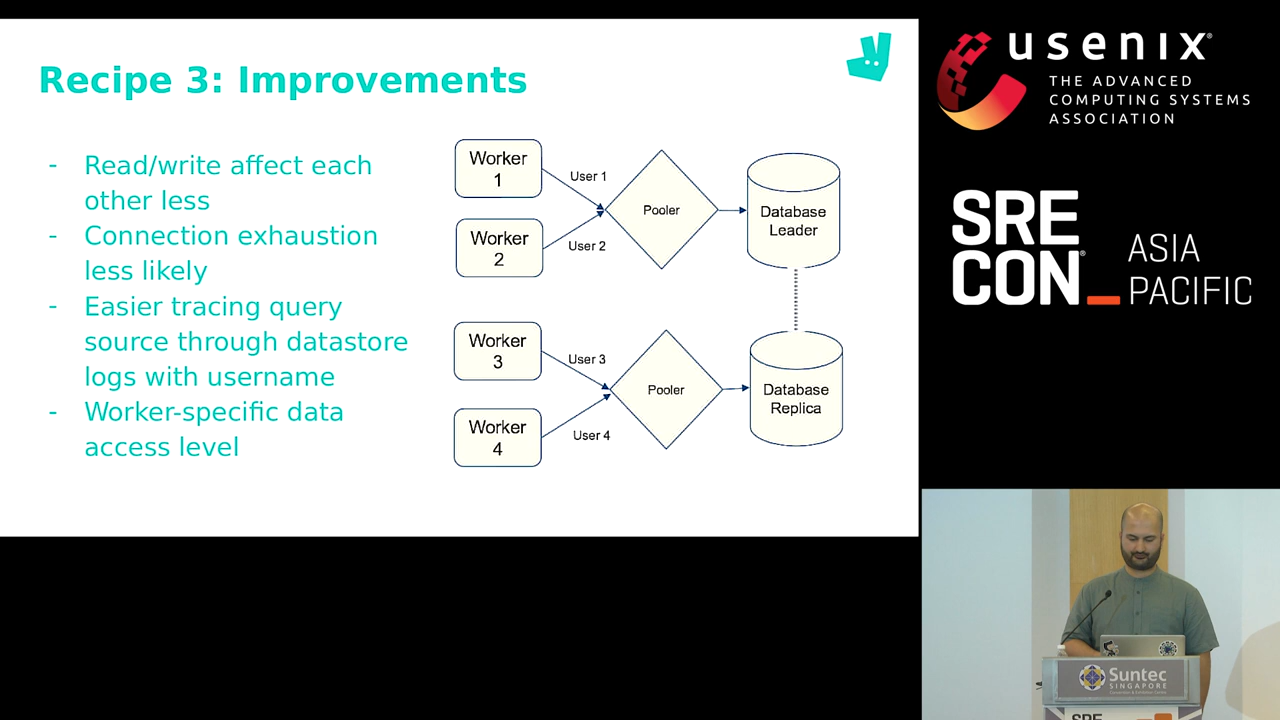 Recipe 3: Improvements
- Read/write affect each
other less
- Connection exhaustion
less likely
- Easier tracing query
source through datastore
logs with username
- Worker-specific data
access level
Worker
1
User 1
Worker
2
User 2
Pooler
Database
Leader
Worker
3
User 3
Worker
4
User 4
Pooler
Database
Replica
USENIX®
THE ADVANCED
COMPUTING SYSTEMS
ASSOCIATION
SRE
CON®_
ASIA
PACIFIC
Suntec
SINGAPORE
SRE